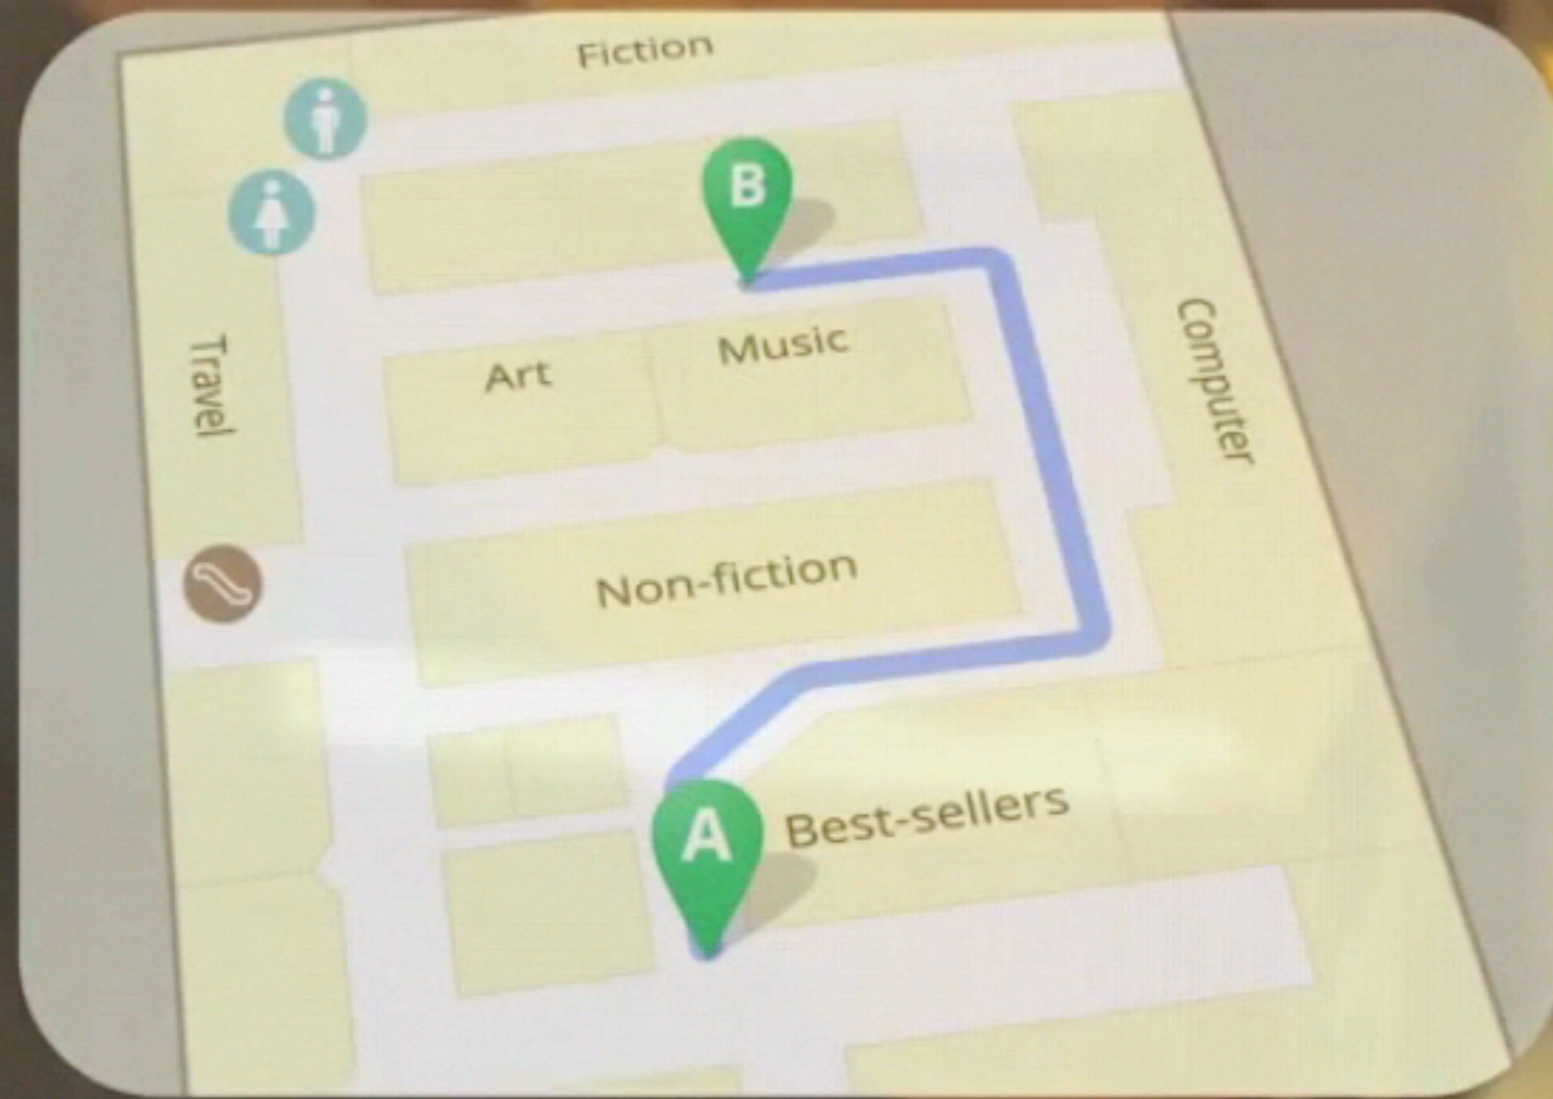 Fiction
B
Travel
Art
Music
Computer
Non-fiction
A
Best-sellers